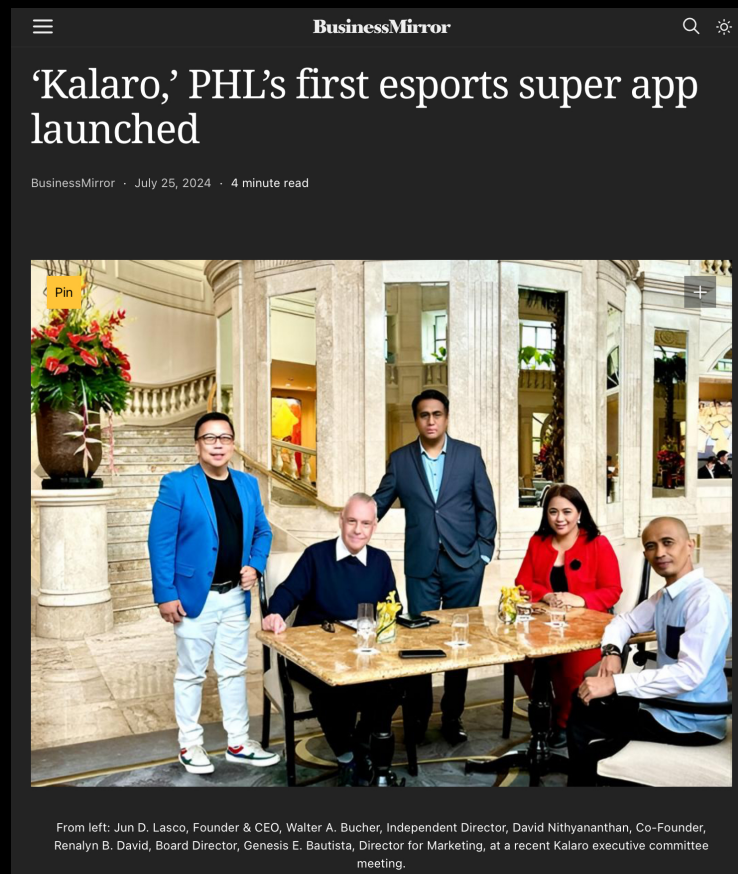 BusinessMirror
‘Kalaro,’ PHL’s first esports super app
launched
BusinessMirror · July 25, 2024 · 4 minute read
Pin
From left: Jun D. Lasco, Founder & CEO, Walter A. Bucher, Independent Director, David Nithyananthan, Co-Founder,
Renalyn B. David, Board Director, Genesis E. Bautista, Director for Marketing, at a recent Kalaro executive committee
meeting.